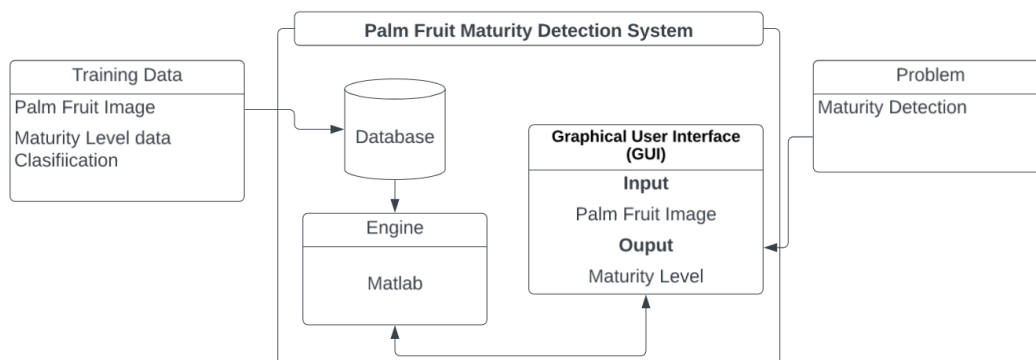 Palm Fruit Maturity Detection System
Training Data
Palm Fruit Image
Maturity Level data
Clasifiication
Database
Engine
Matlab
Graphical User Interface
(GUI)
Input
Palm Fruit Image
Ouput
Maturity Level
Problem
Maturity Detection